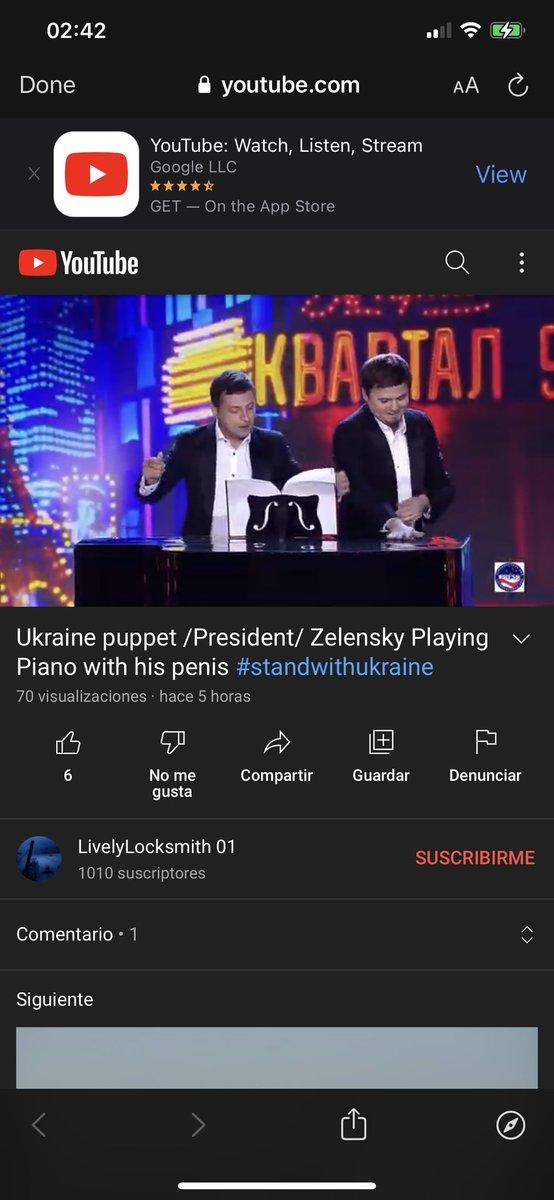 02:42
Done
youtube.com
AA
YouTube: Watch, Listen, Stream
Google LLC
GET — On the App Store
View
YouTube
КВАРТАЛ 9
Ukraine puppet /President/ Zelensky Playing
Piano with his penis #standwithukraine
70 visualizaciones · hace 5 horas
6
No me
gusta
Compartir
Guardar
Denunciar
LivelyLocksmith 01
1010 suscriptores
SUSCRIBIRME
Comentario • 1
Siguiente